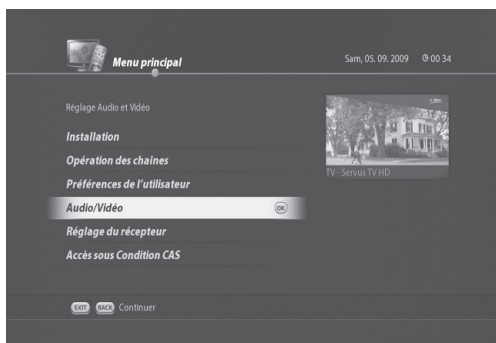 Menu principal
Sam, 05. 09. 2009 00 34
Réglage Audio et Vidéo
Installation
Opération des chaînes
Préférences de l'utilisateur
Audio/Vidéo OK
Réglage du récepteur
Accès sous Condition CAS
TV - Servus TV HD
EXIT BACK Continuer